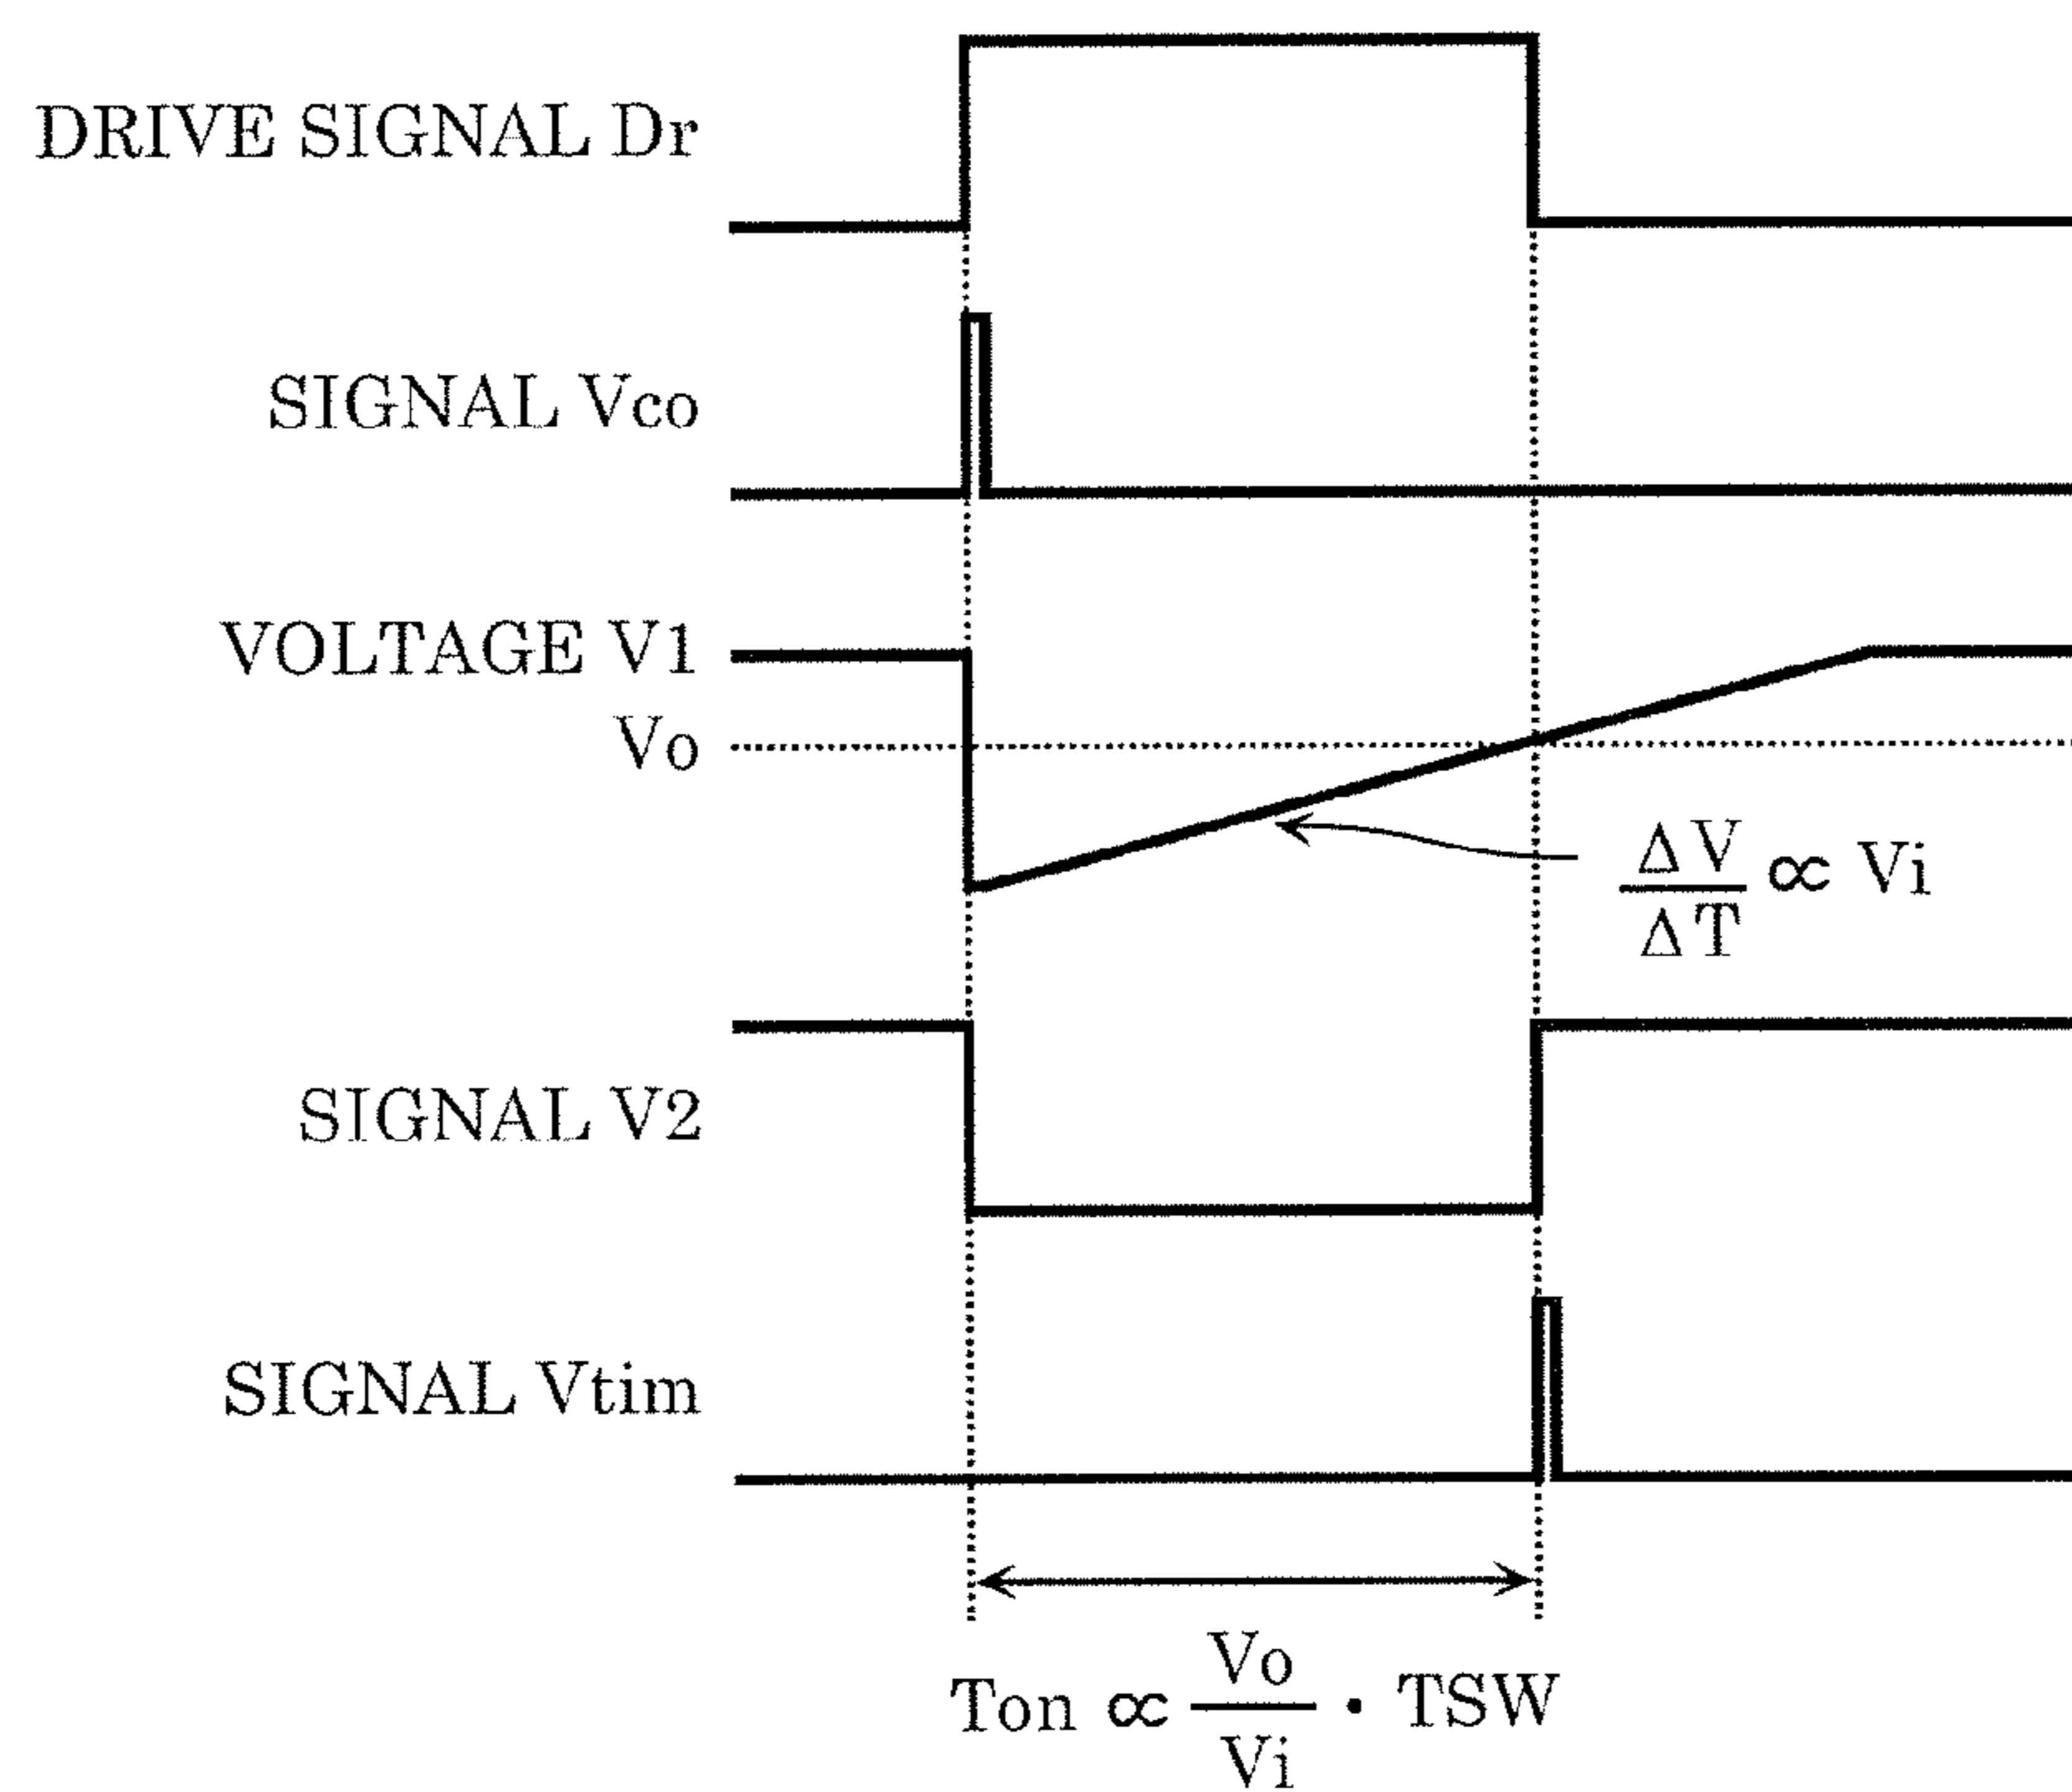 DRIVE SIGNAL Dr
SIGNAL Vco
VOLTAGE V1
Vo
ΔV
ΔT
∝ Vi
SIGNAL V2
SIGNAL Vtim
Ton ∝ Vo/Vi · TSW